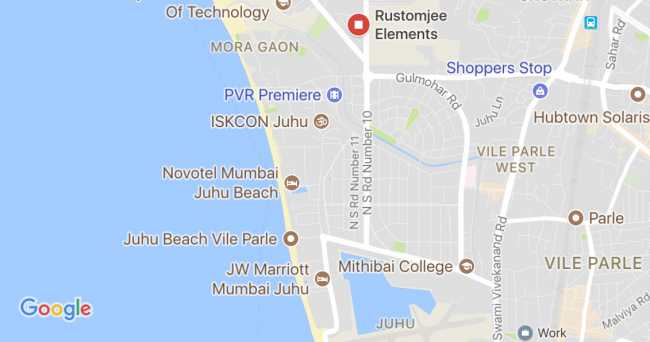 Of Technology
Rustomjee
Elements
MORA GAON
Sahar Rd
Shoppers Stop
Gulmohar Rd
PVR Premiere
Juhu Ln
Hubtown Solaris
ISKCON Juhu
N S Rd Number 11
N S Rd Number 10
VILE PARLE
WEST
Novotel Mumbai
Juhu Beach
Parle
Juhu Beach Vile Parle
Swami Vivekanand Rd
JW Marriott
Mumbai Juhu
Mithibai College
VILE PARLE
Malviya Rd
Google
JUHU
Work